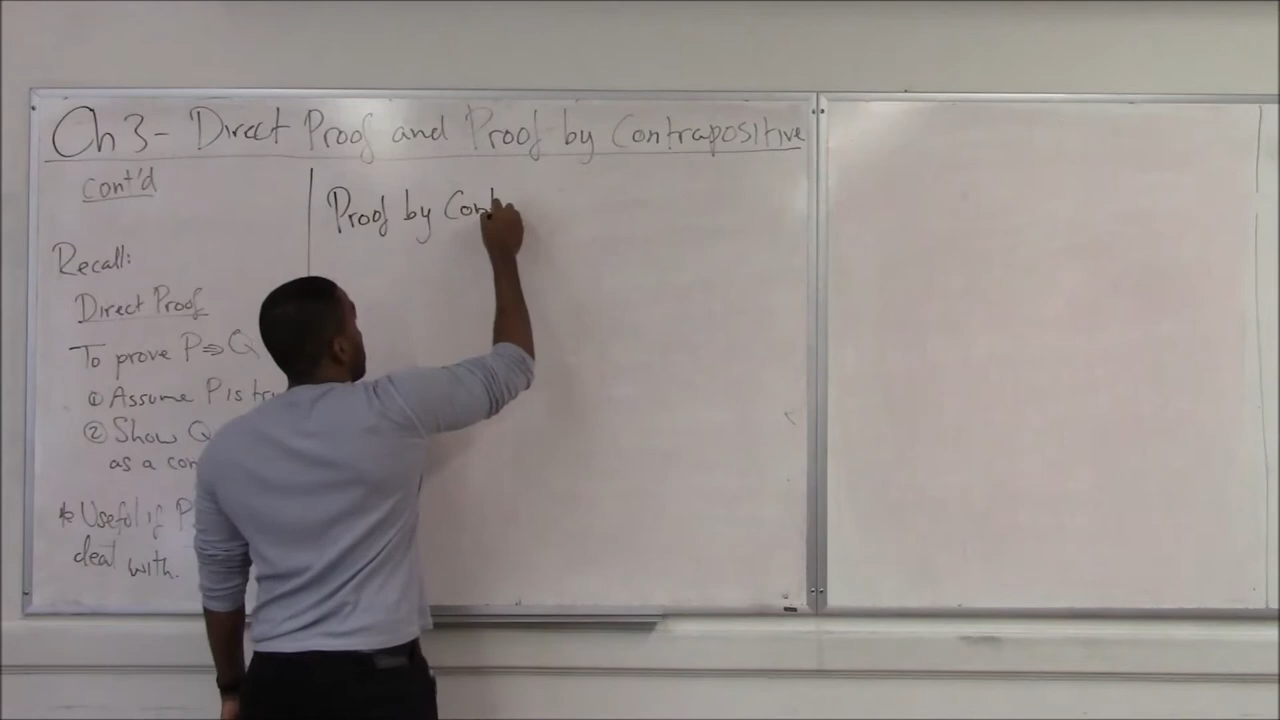 Ch 3- Direct Proof and Proof by Contrapositive
cont'd
Recall:
Direct Proof
To prove P⇒Q
① Assume P is
② Show Q
as a
* Useful if P
deal with.
Proof by